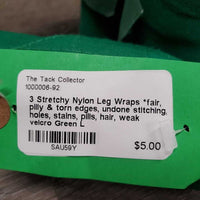 The Tack Collector
1000006-92
3 Stretchy Nylon Leg Wraps *fair,
pilly & torn edges, undone stitching,
holes, stains, pills, hair, weak
velcro Green L
SAU59Y
$5.00